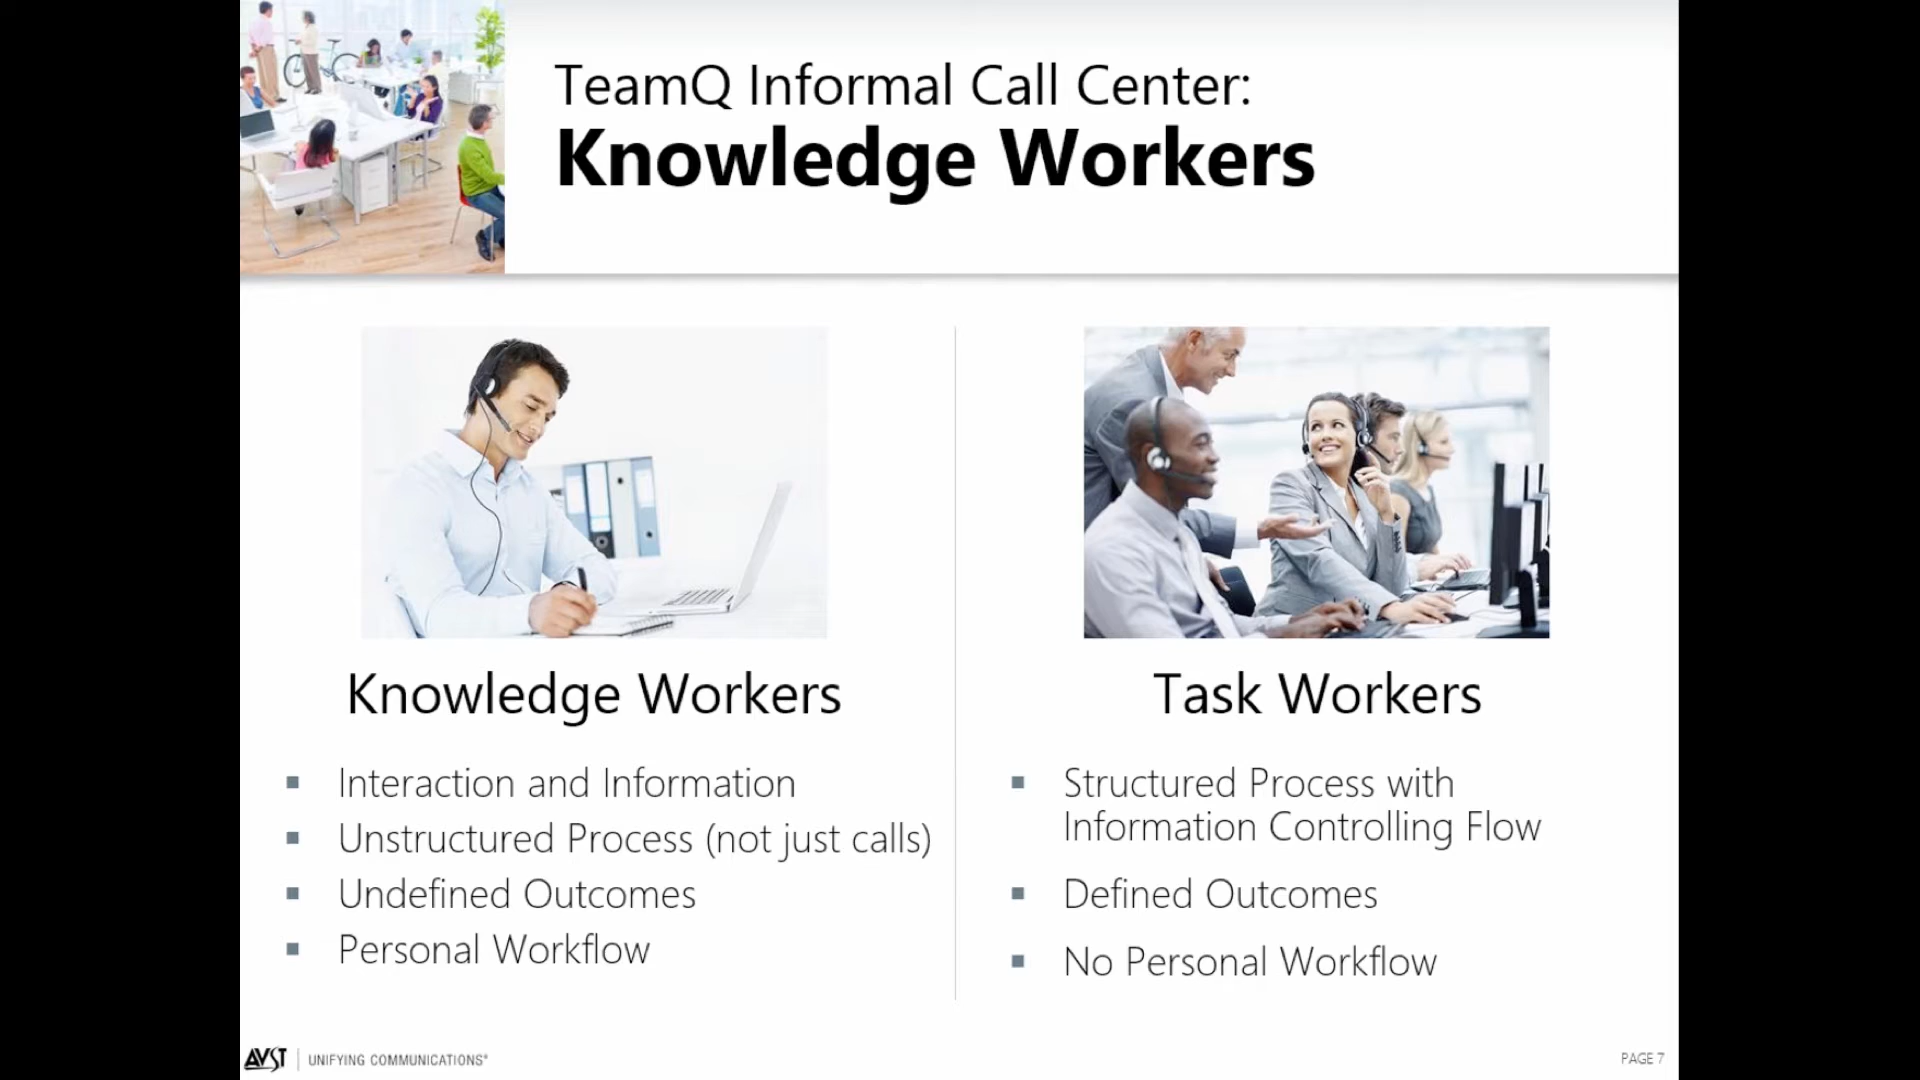 TeamQ Informal Call Center:
Knowledge Workers
Knowledge Workers
Interaction and Information
Unstructured Process (not just calls)
Undefined Outcomes
Personal Workflow
Task Workers
Structured Process with
Information Controlling Flow
Defined Outcomes
No Personal Workflow
AVST | UNIFYING COMMUNICATIONS®
PAGE 7